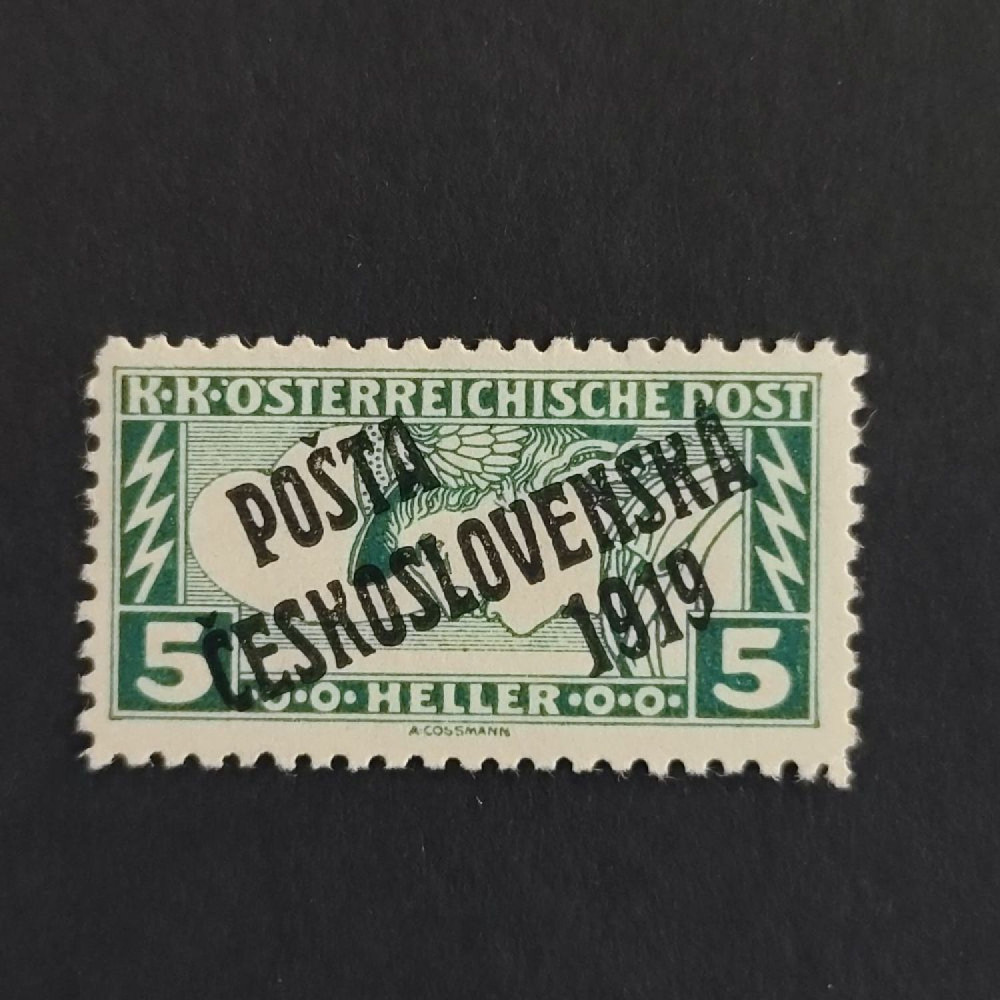 K·K·ÖSTERREICHISCHE POST
POŠTA
ČESKOSLOVENSKÁ
1919
5 O·O·HELLER·O·O· 5
A·COSSMANN